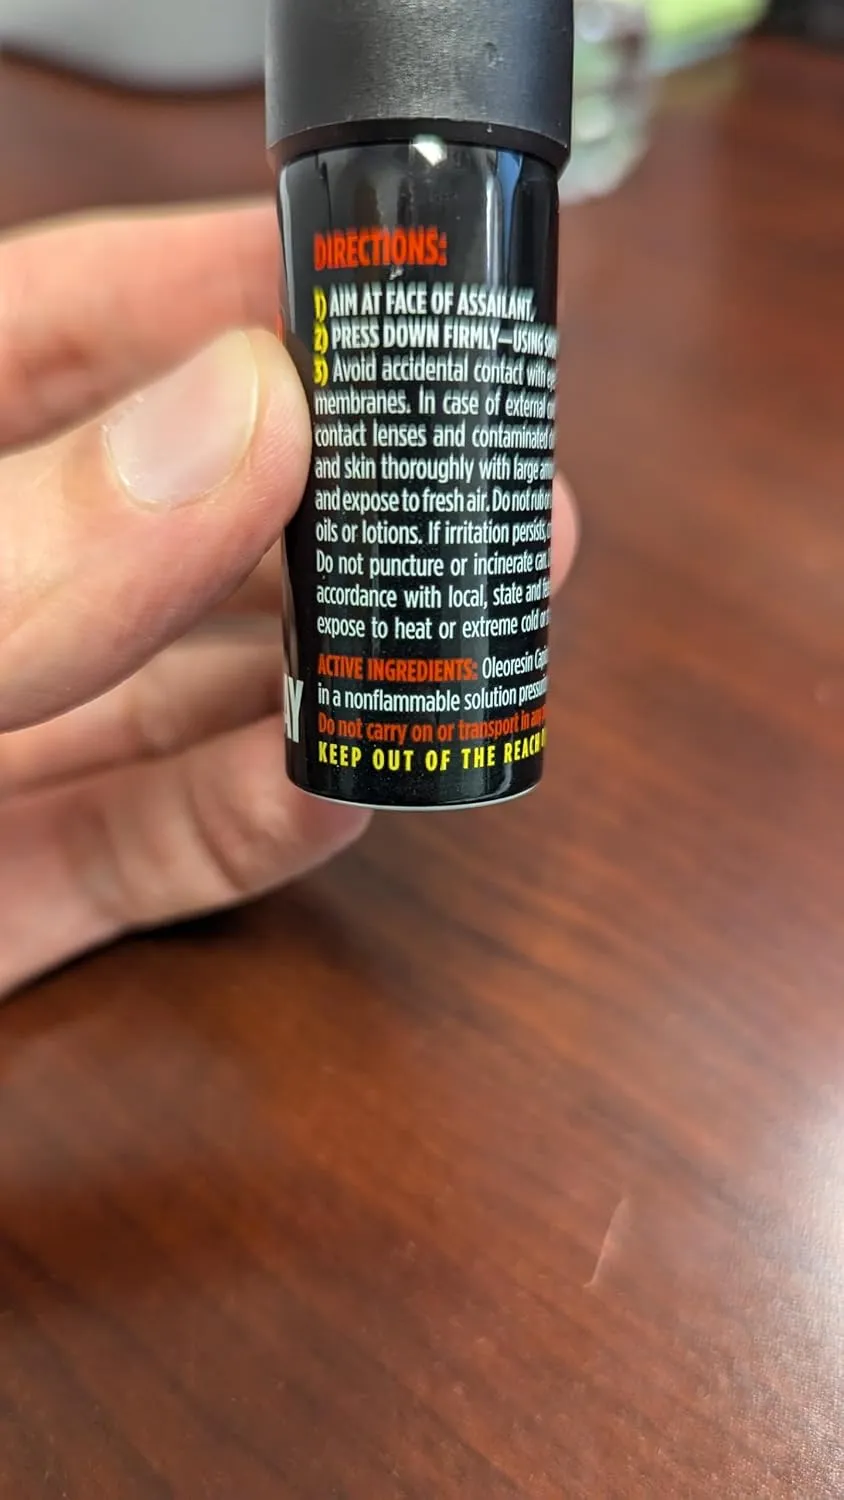 DIRECTIONS:
1) AIM AT FACE OF ASSAILANT,
2) PRESS DOWN FIRMLY—USING
3) Avoid accidental contact with
membranes. In case of external
contact lenses and contaminated
and skin thoroughly with large
and expose to fresh air. Do not rub
oils or lotions. If irritation persists,
Do not puncture or incinerate can.
accordance with local, state and
expose to heat or extreme cold
ACTIVE INGREDIENTS: Oleoresin
in a nonflammable solution
Do not carry on or transport in
KEEP OUT OF THE REACH